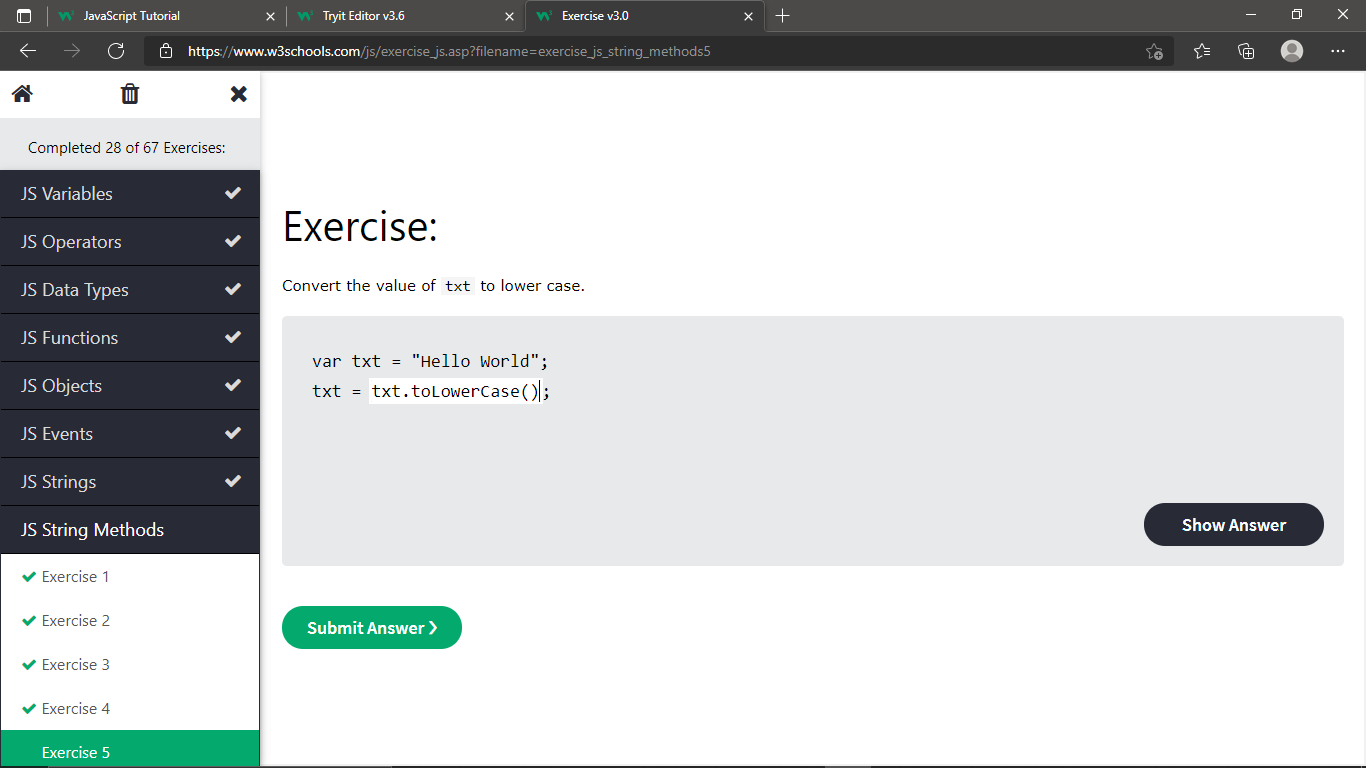 JavaScript Tutorial
Tryit Editor v3.6
Exercise v3.0
https://www.w3schools.com/js/exercise_js.asp?filename=exercise_js_string_methods5
Completed 28 of 67 Exercises:
JS Variables
JS Operators
JS Data Types
JS Functions
JS Objects
JS Events
JS Strings
JS String Methods
Exercise 1
Exercise 2
Exercise 3
Exercise 4
Exercise 5
Exercise:
Convert the value of txt to lower case.
var txt = "Hello World";
txt = txt.toLowerCase();
Show Answer
Submit Answer ❯